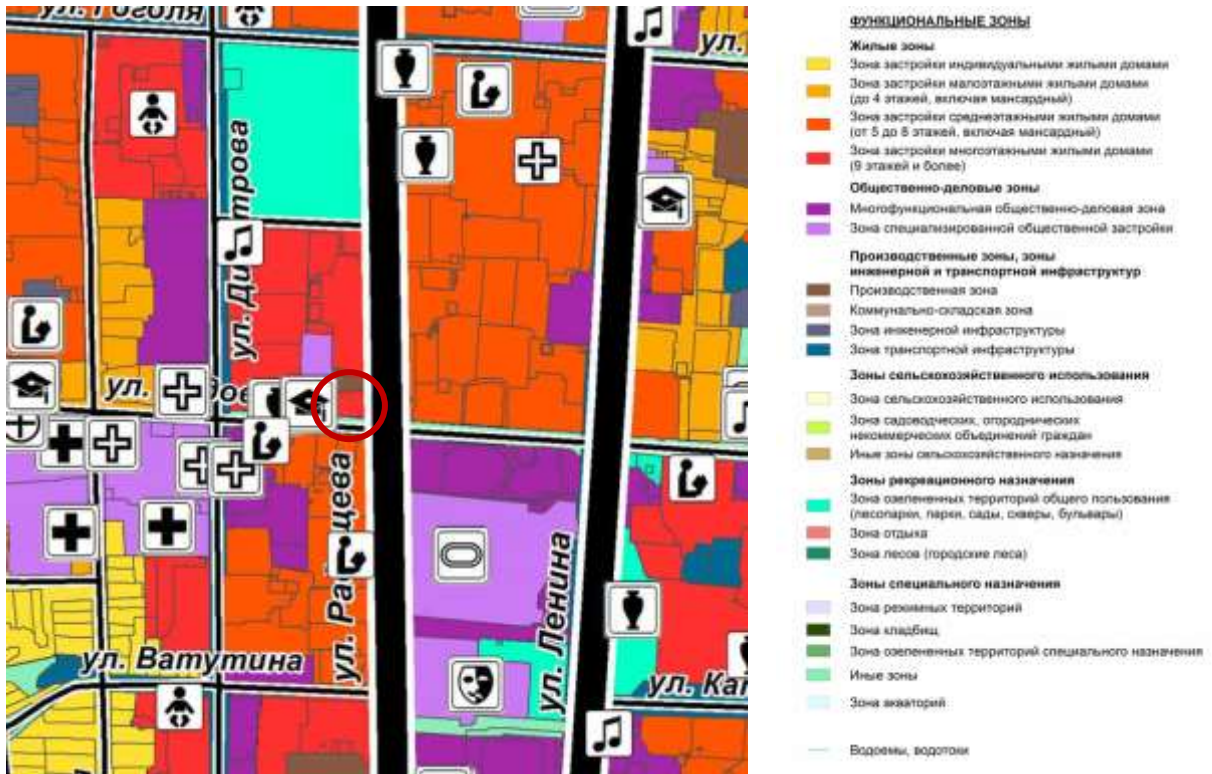 ул. Гоголя
ул.
ул. Ди
трова
ул.
ул. Ра
щева
ул. Ленина
ул. Ватутина
ул. Ка
ФУНКЦИОНАЛЬНЫЕ ЗОНЫ
Жилые зоны
Зона застройки индивидуальными жилыми домами
Зона застройки малоэтажными жилыми домами
(до 4 этажей, включая мансардный)
Зона застройки среднеэтажными жилыми домами
(от 5 до 8 этажей, включая мансардный)
Зона застройки многоэтажными жилыми домами
(9 этажей и более)
Общественно-деловые зоны
Многофункциональная общественно-деловая зона
Зона специализированной общественной застройки
Производственные зоны, зоны
инженерной и транспортной инфраструктур
Производственная зона
Коммунально-складская зона
Зона инженерной инфраструктуры
Зона транспортной инфраструктуры
Зоны сельскохозяйственного использования
Зона сельскохозяйственного использования
Зона садоводческих, огороднических
некоммерческих объединений граждан
Иные зоны сельскохозяйственного назначения
Зоны рекреационного назначения
Зона озелененных территорий общего пользования
(лесопарки, парки, сады, скверы, бульвары)
Зона отдыха
Зона лесов (городские леса)
Зоны специального назначения
Зона режимных территорий
Зона кладбищ
Зона озелененных территорий специального назначения
Иные зоны
Зона акваторий
Водоемы, водотоки